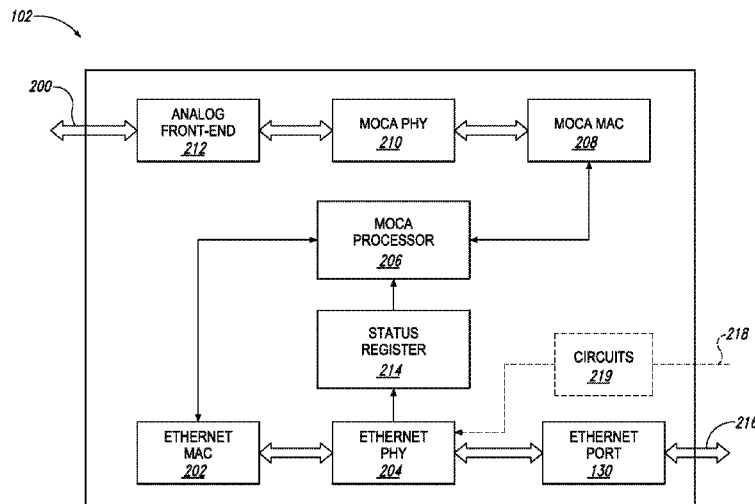 102
200
ANALOG
FRONT-END
212
MOCA PHY
210
MOCA MAC
208
MOCA
PROCESSOR
206
STATUS
REGISTER
214
CIRCUITS
219
218
ETHERNET
MAC
202
ETHERNET
PHY
204
ETHERNET
PORT
130
216